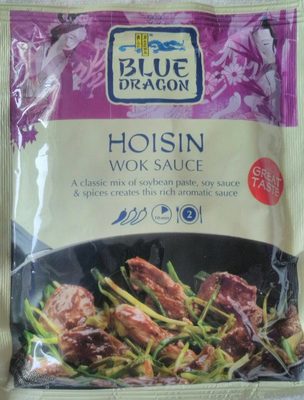 BLUE
DRAGON
HOISIN
WOK SAUCE
A classic mix of soybean paste, soy sauce
& spices creates this rich aromatic sauce
GREAT
TASTE
2